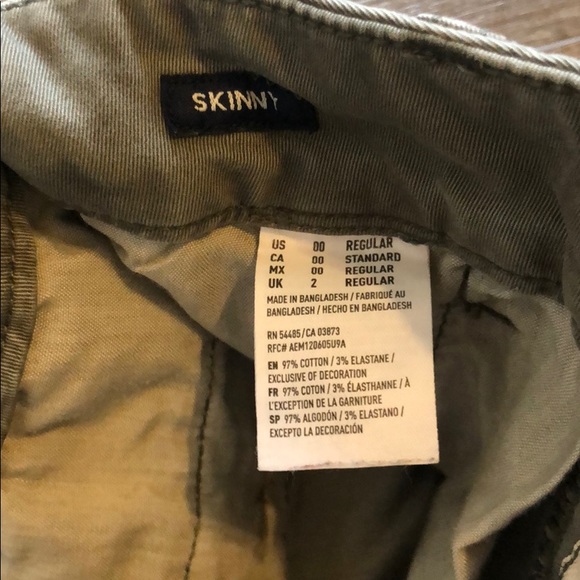 SKINNY
US 00 REGULAR
CA 00 STANDARD
MX 00 REGULAR
UK 2 REGULAR
MADE IN BANGLADESH / FABRIQUÉ AU
BANGLADESH / HECHO EN BANGLADESH
RN 54485/CA 03873
RFC# AEM120605U9A
EN 97% COTTON / 3% ELASTANE /
EXCLUSIVE OF DECORATION
FR 97% COTON / 3% ÉLASTHANNE / À
L'EXCEPTION DE LA GARNITURE
SP 97% ALGODÓN / 3% ELASTANO /
EXCEPTO LA DECORACIÓN